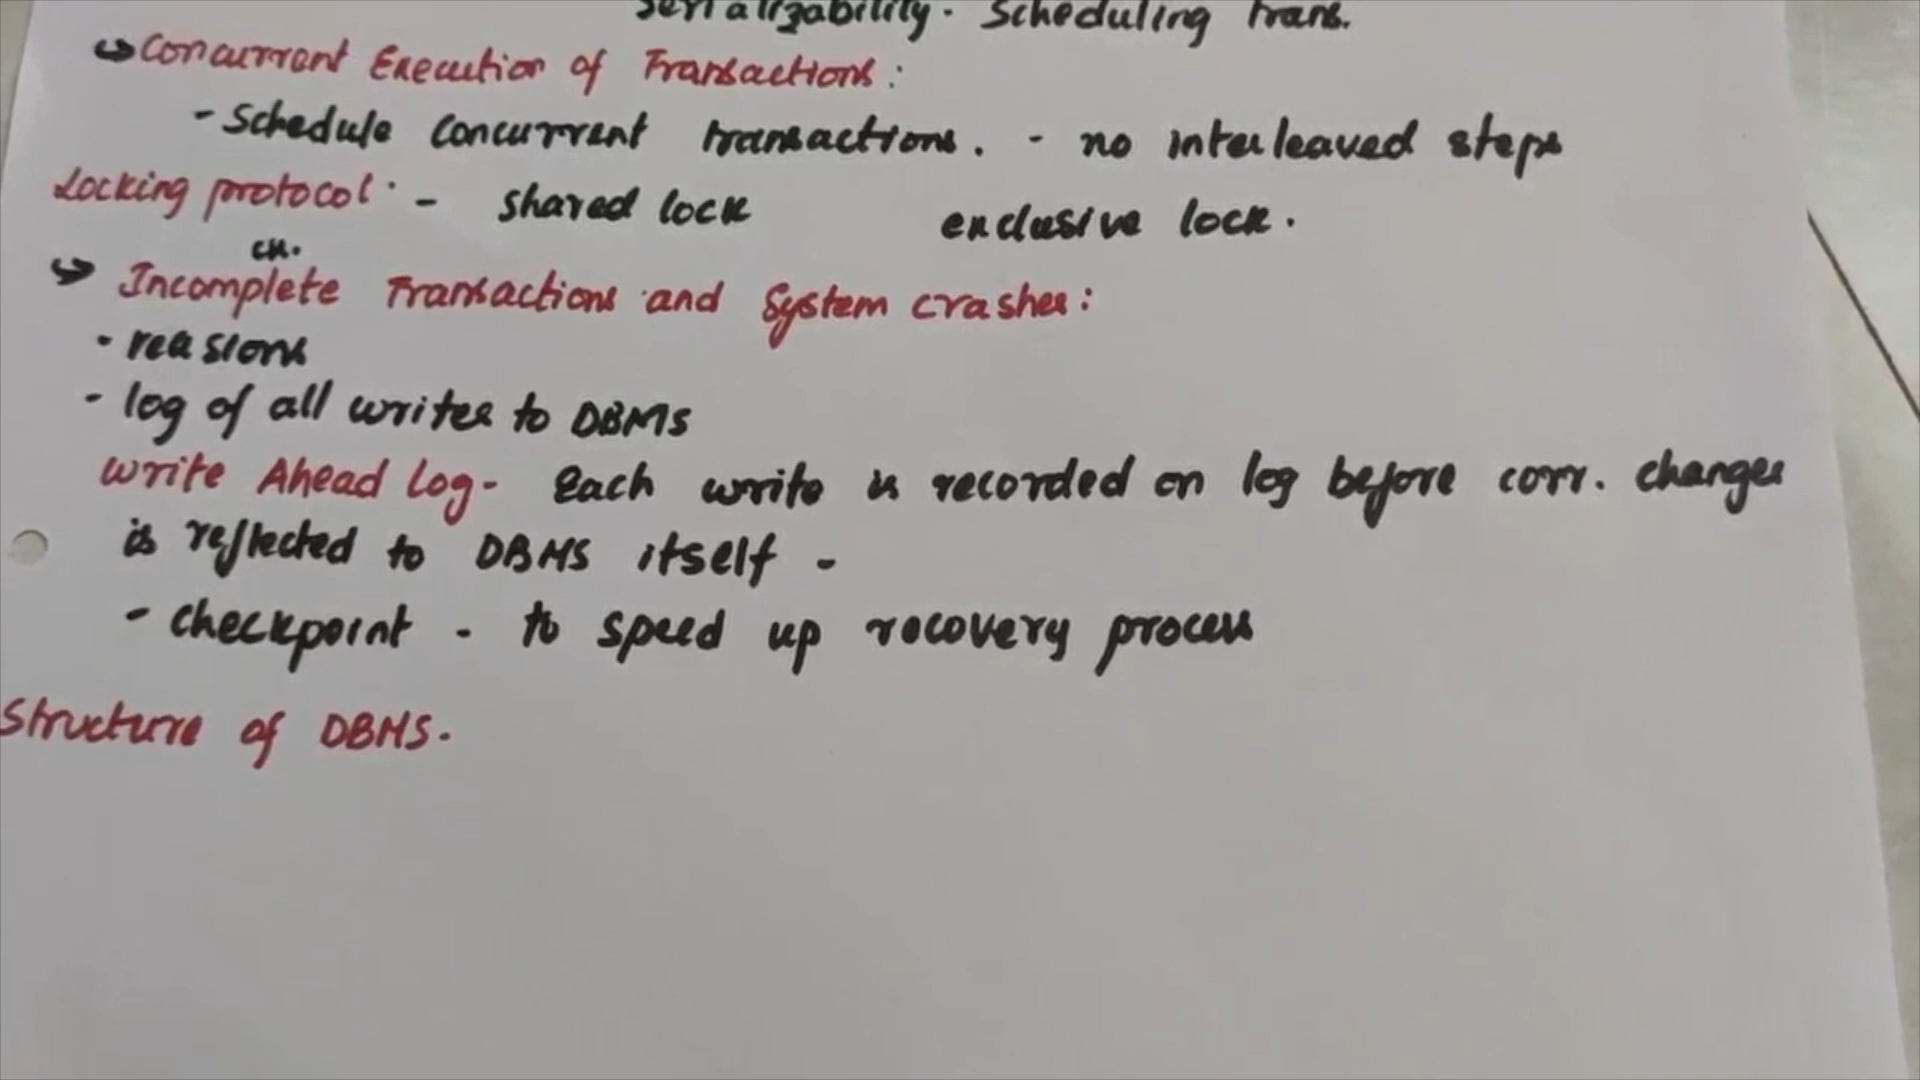 Serializability. Scheduling trans.
↪ Concurrent Execution of Transactions:
- Schedule concurrent transactions. - no interleaved steps
Locking protocol: - shared lock exclusive lock.
↪ Incomplete Transactions and System crashes:
- reasions
- log of all writes to DBMS
Write Ahead Log - Each write is recorded on log before corr. changes
is reflected to DBMS itself -
- checkpoint - to speed up recovery process
Structure of DBMS.